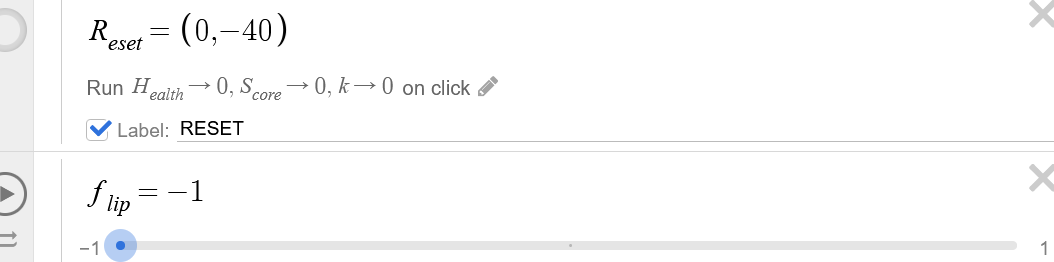 R_eset = (0,−40)
Run H_ealth → 0, S_core → 0, k → 0 on click
Label: RESET
f_lip = −1
−1 1